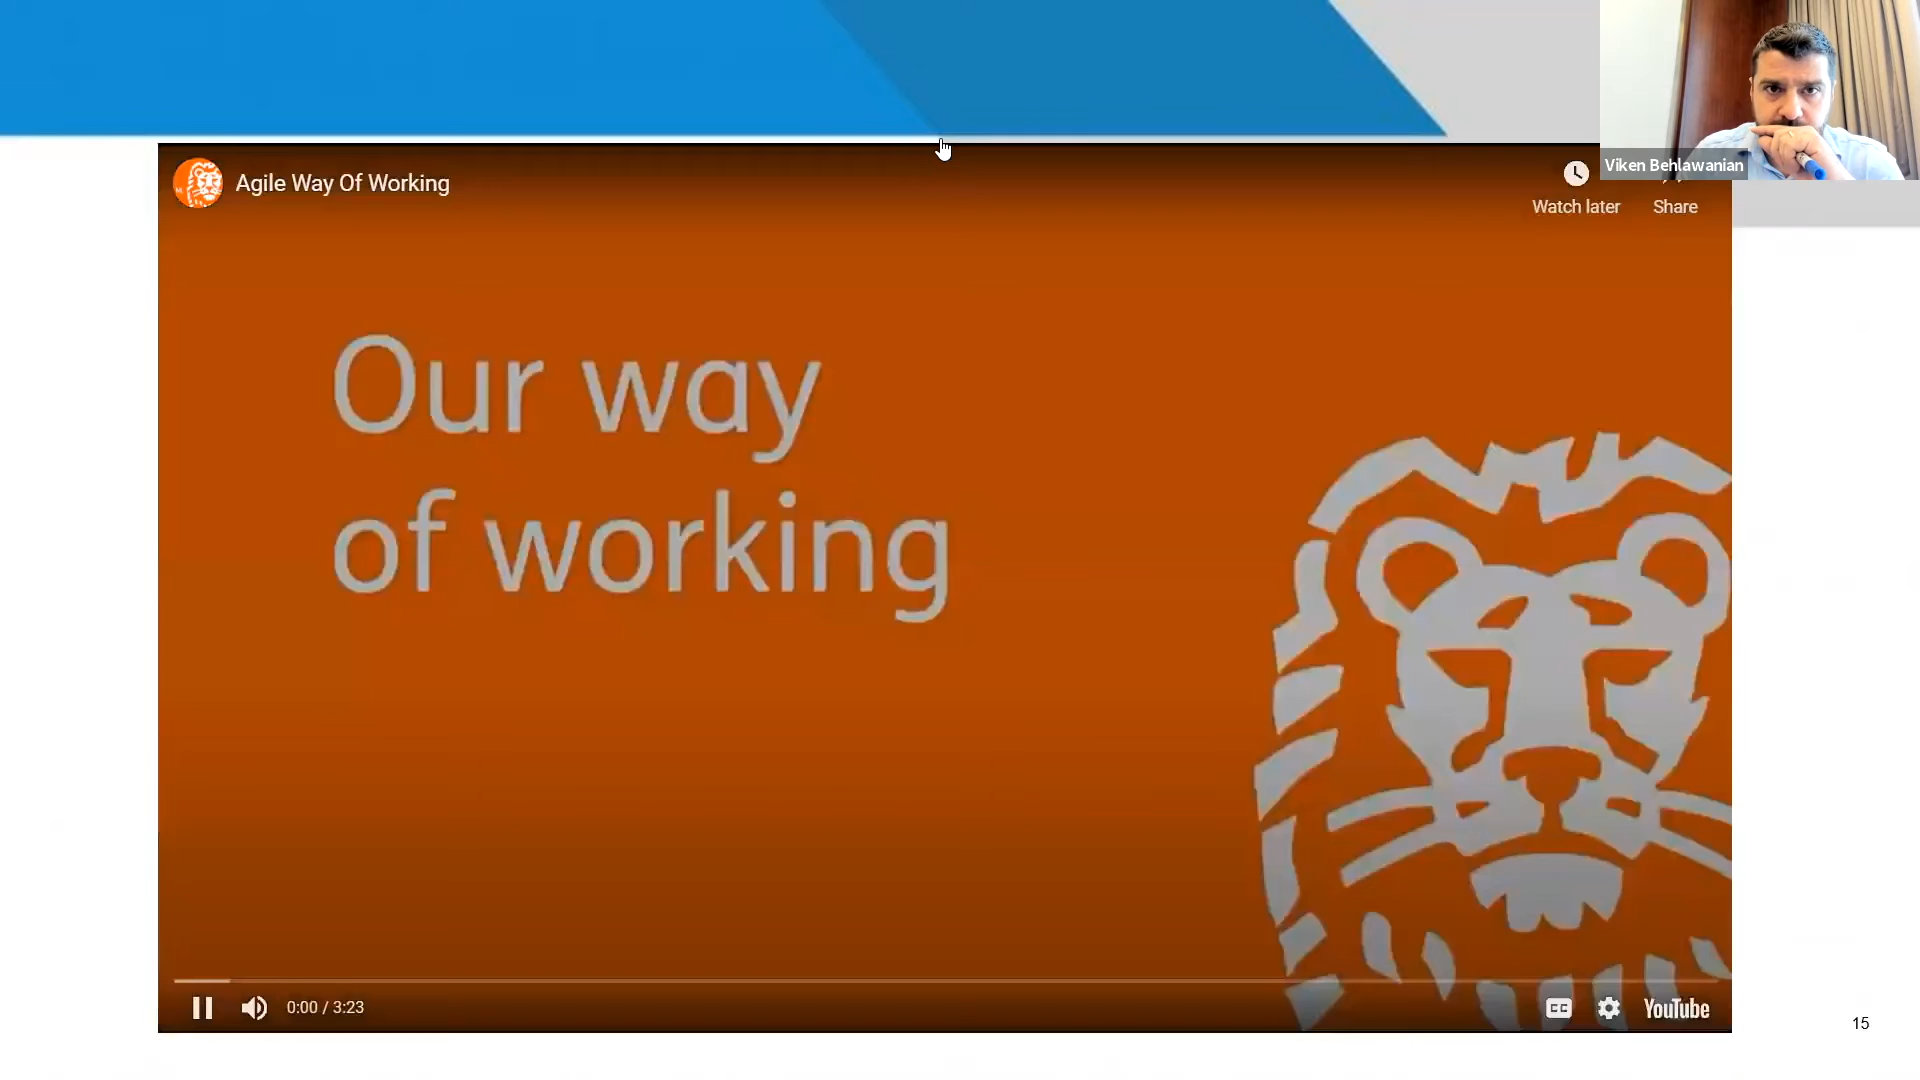 Agile Way Of Working
Watch later
Share
Viken Behlawanian
Our way
of working
0:00 / 3:23
CC
YouTube
15